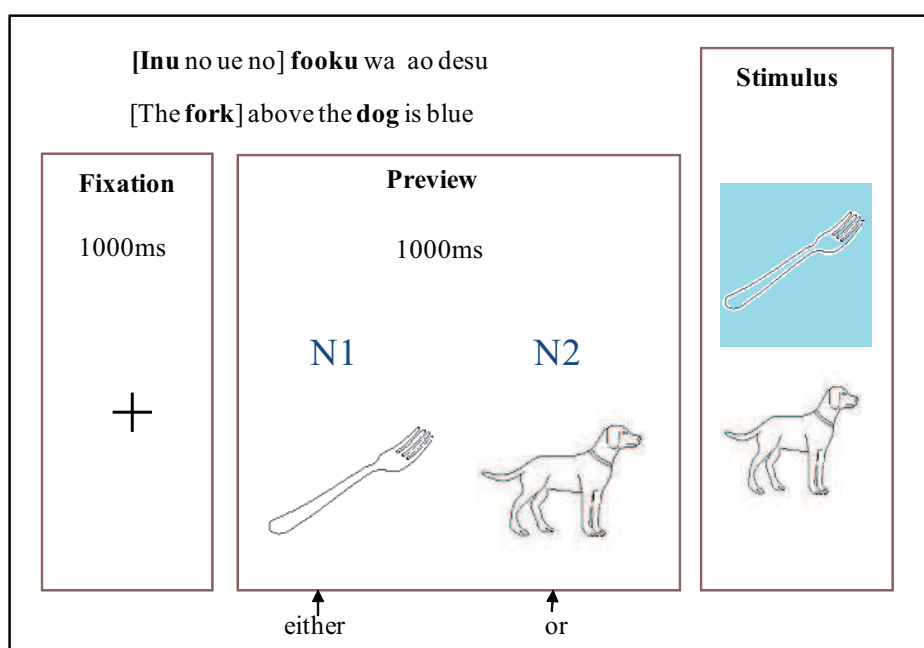 [Inu no ue no] fooku wa ao desu
[The fork] above the dog is blue
Fixation
1000ms
Preview
1000ms
N1 N2
either or
Stimulus